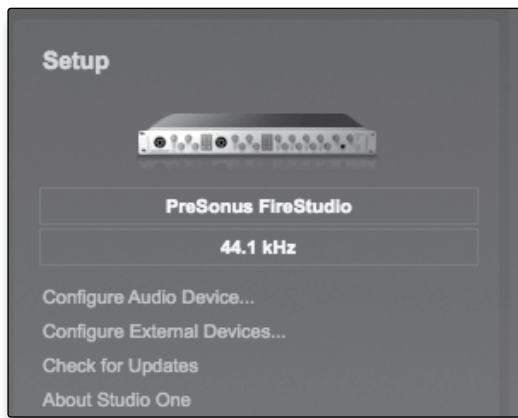 Setup
PreSonus FireStudio
44.1 kHz
Configure Audio Device...
Configure External Devices...
Check for Updates
About Studio One